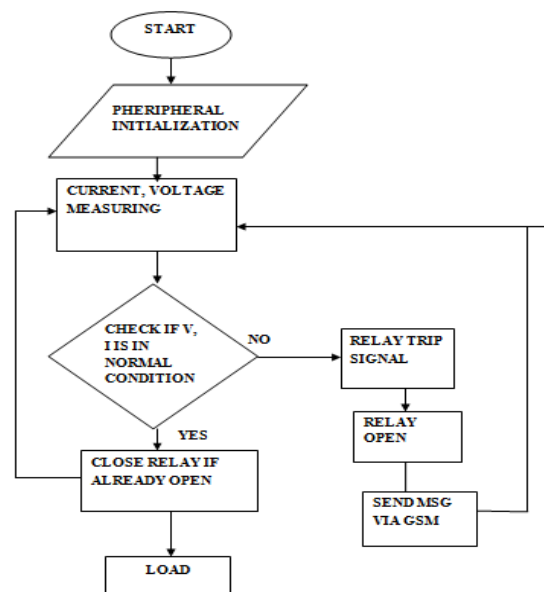 START
PHERIPHERAL
INITIALIZATION
CURRENT, VOLTAGE
MEASURING
CHECK IF V,
I IS IN
NORMAL
CONDITION
NO
RELAY TRIP
SIGNAL
RELAY
OPEN
SEND MSG
VIA GSM
YES
CLOSE RELAY IF
ALREADY OPEN
LOAD